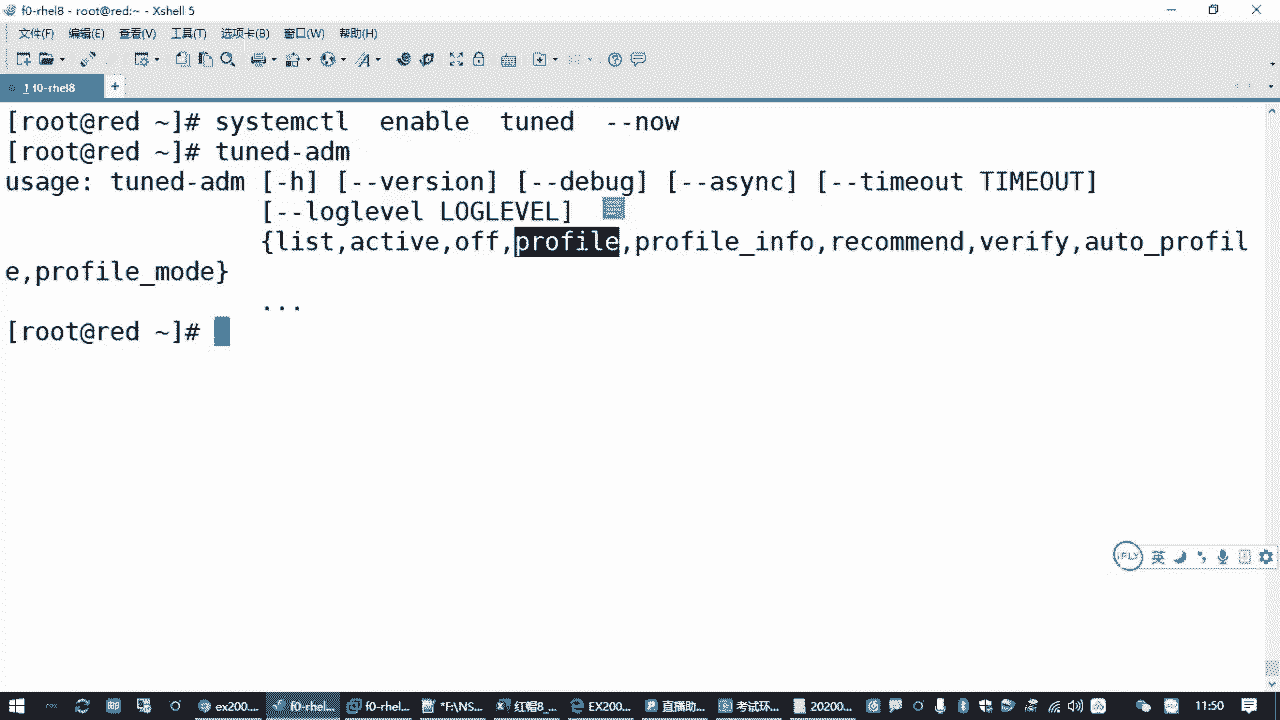 f0-rhel8 - root@red:~ - Xshell 5
文件(F) 编辑(E) 查看(V) 工具(T) 选项卡(B) 窗口(W) 帮助(H)
1 f0-rhel8
[root@red ~]# systemctl  enable  tuned  --now
[root@red ~]# tuned-adm
usage: tuned-adm [-h] [--version] [--debug] [--async] [--timeout TIMEOUT]
[--loglevel LOGLEVEL]
{list,active,off,profile,profile_info,recommend,verify,auto_profil
e,profile_mode}
...
[root@red ~]#
iFLY 英
ex200... f0-rhel... f0-rhel... *F:\NS... 红帽8_... EX200... 直播助... 考试环... 20200... 11:50